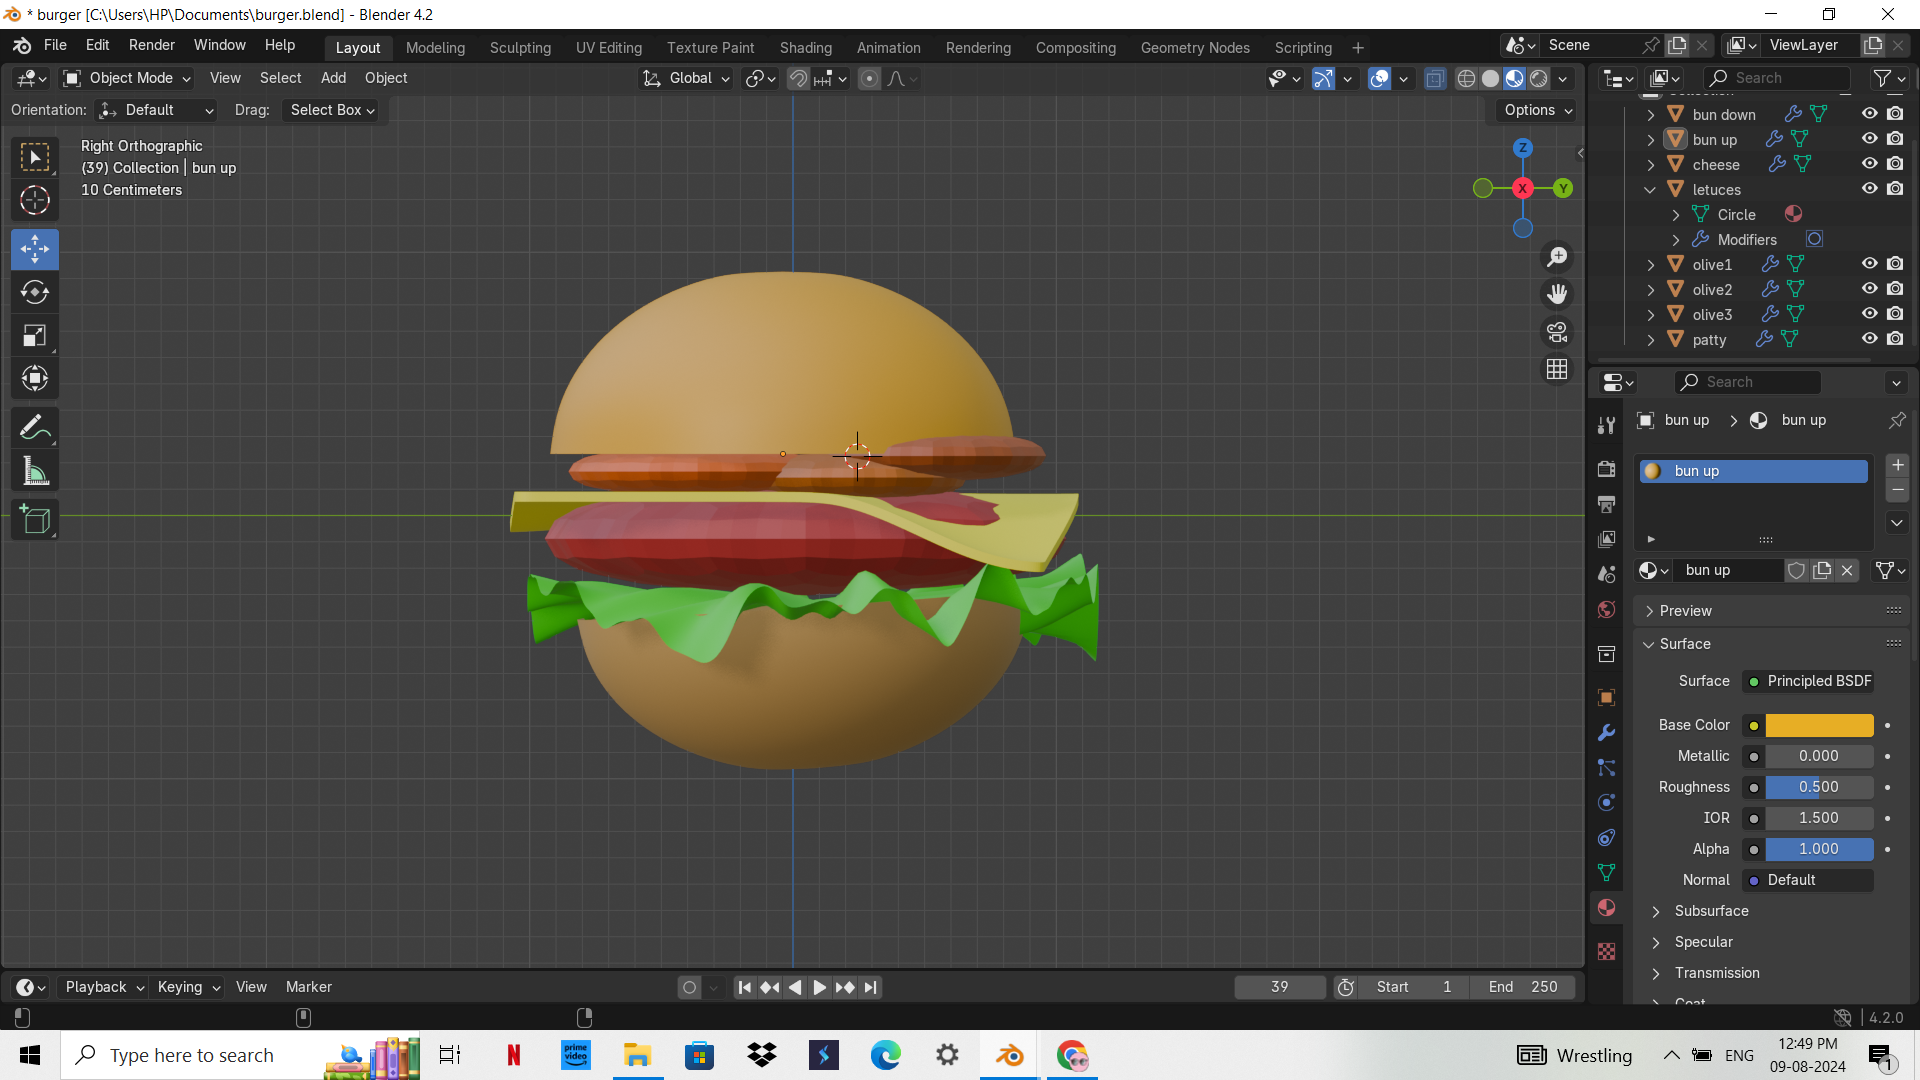 * burger [C:\Users\HP\Documents\burger.blend] - Blender 4.2
File Edit Render Window Help
Layout Modeling Sculpting UV Editing Texture Paint Shading Animation Rendering Compositing Geometry Nodes Scripting
Scene
ViewLayer
Object Mode View Select Add Object
Global
Search
Orientation: Default Drag: Select Box
Options
Right Orthographic
(39) Collection | bun up
10 Centimeters
Z
X
Y
bun down
bun up
cheese
letuces
Circle
Modifiers
olive1
olive2
olive3
patty
Search
bun up > bun up
bun up
bun up
Preview
Surface
Surface Principled BSDF
Base Color
Metallic 0.000
Roughness 0.500
IOR 1.500
Alpha 1.000
Normal Default
Subsurface
Specular
Transmission
Coat
Playback Keying View Marker
39
Start 1
End 250
4.2.0
Type here to search
N
prime video
Wrestling
ENG
12:49 PM
09-08-2024
1